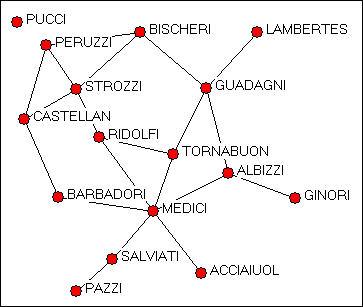 PUCCI
BISCHERI
LAMBERTES
PERUZZI
STROZZI
GUADAGNI
CASTELLAN
RIDOLFI
TORNABUON
ALBIZZI
BARBADORI
GINORI
MEDICI
SALVIATI
ACCIAIUOL
PAZZI